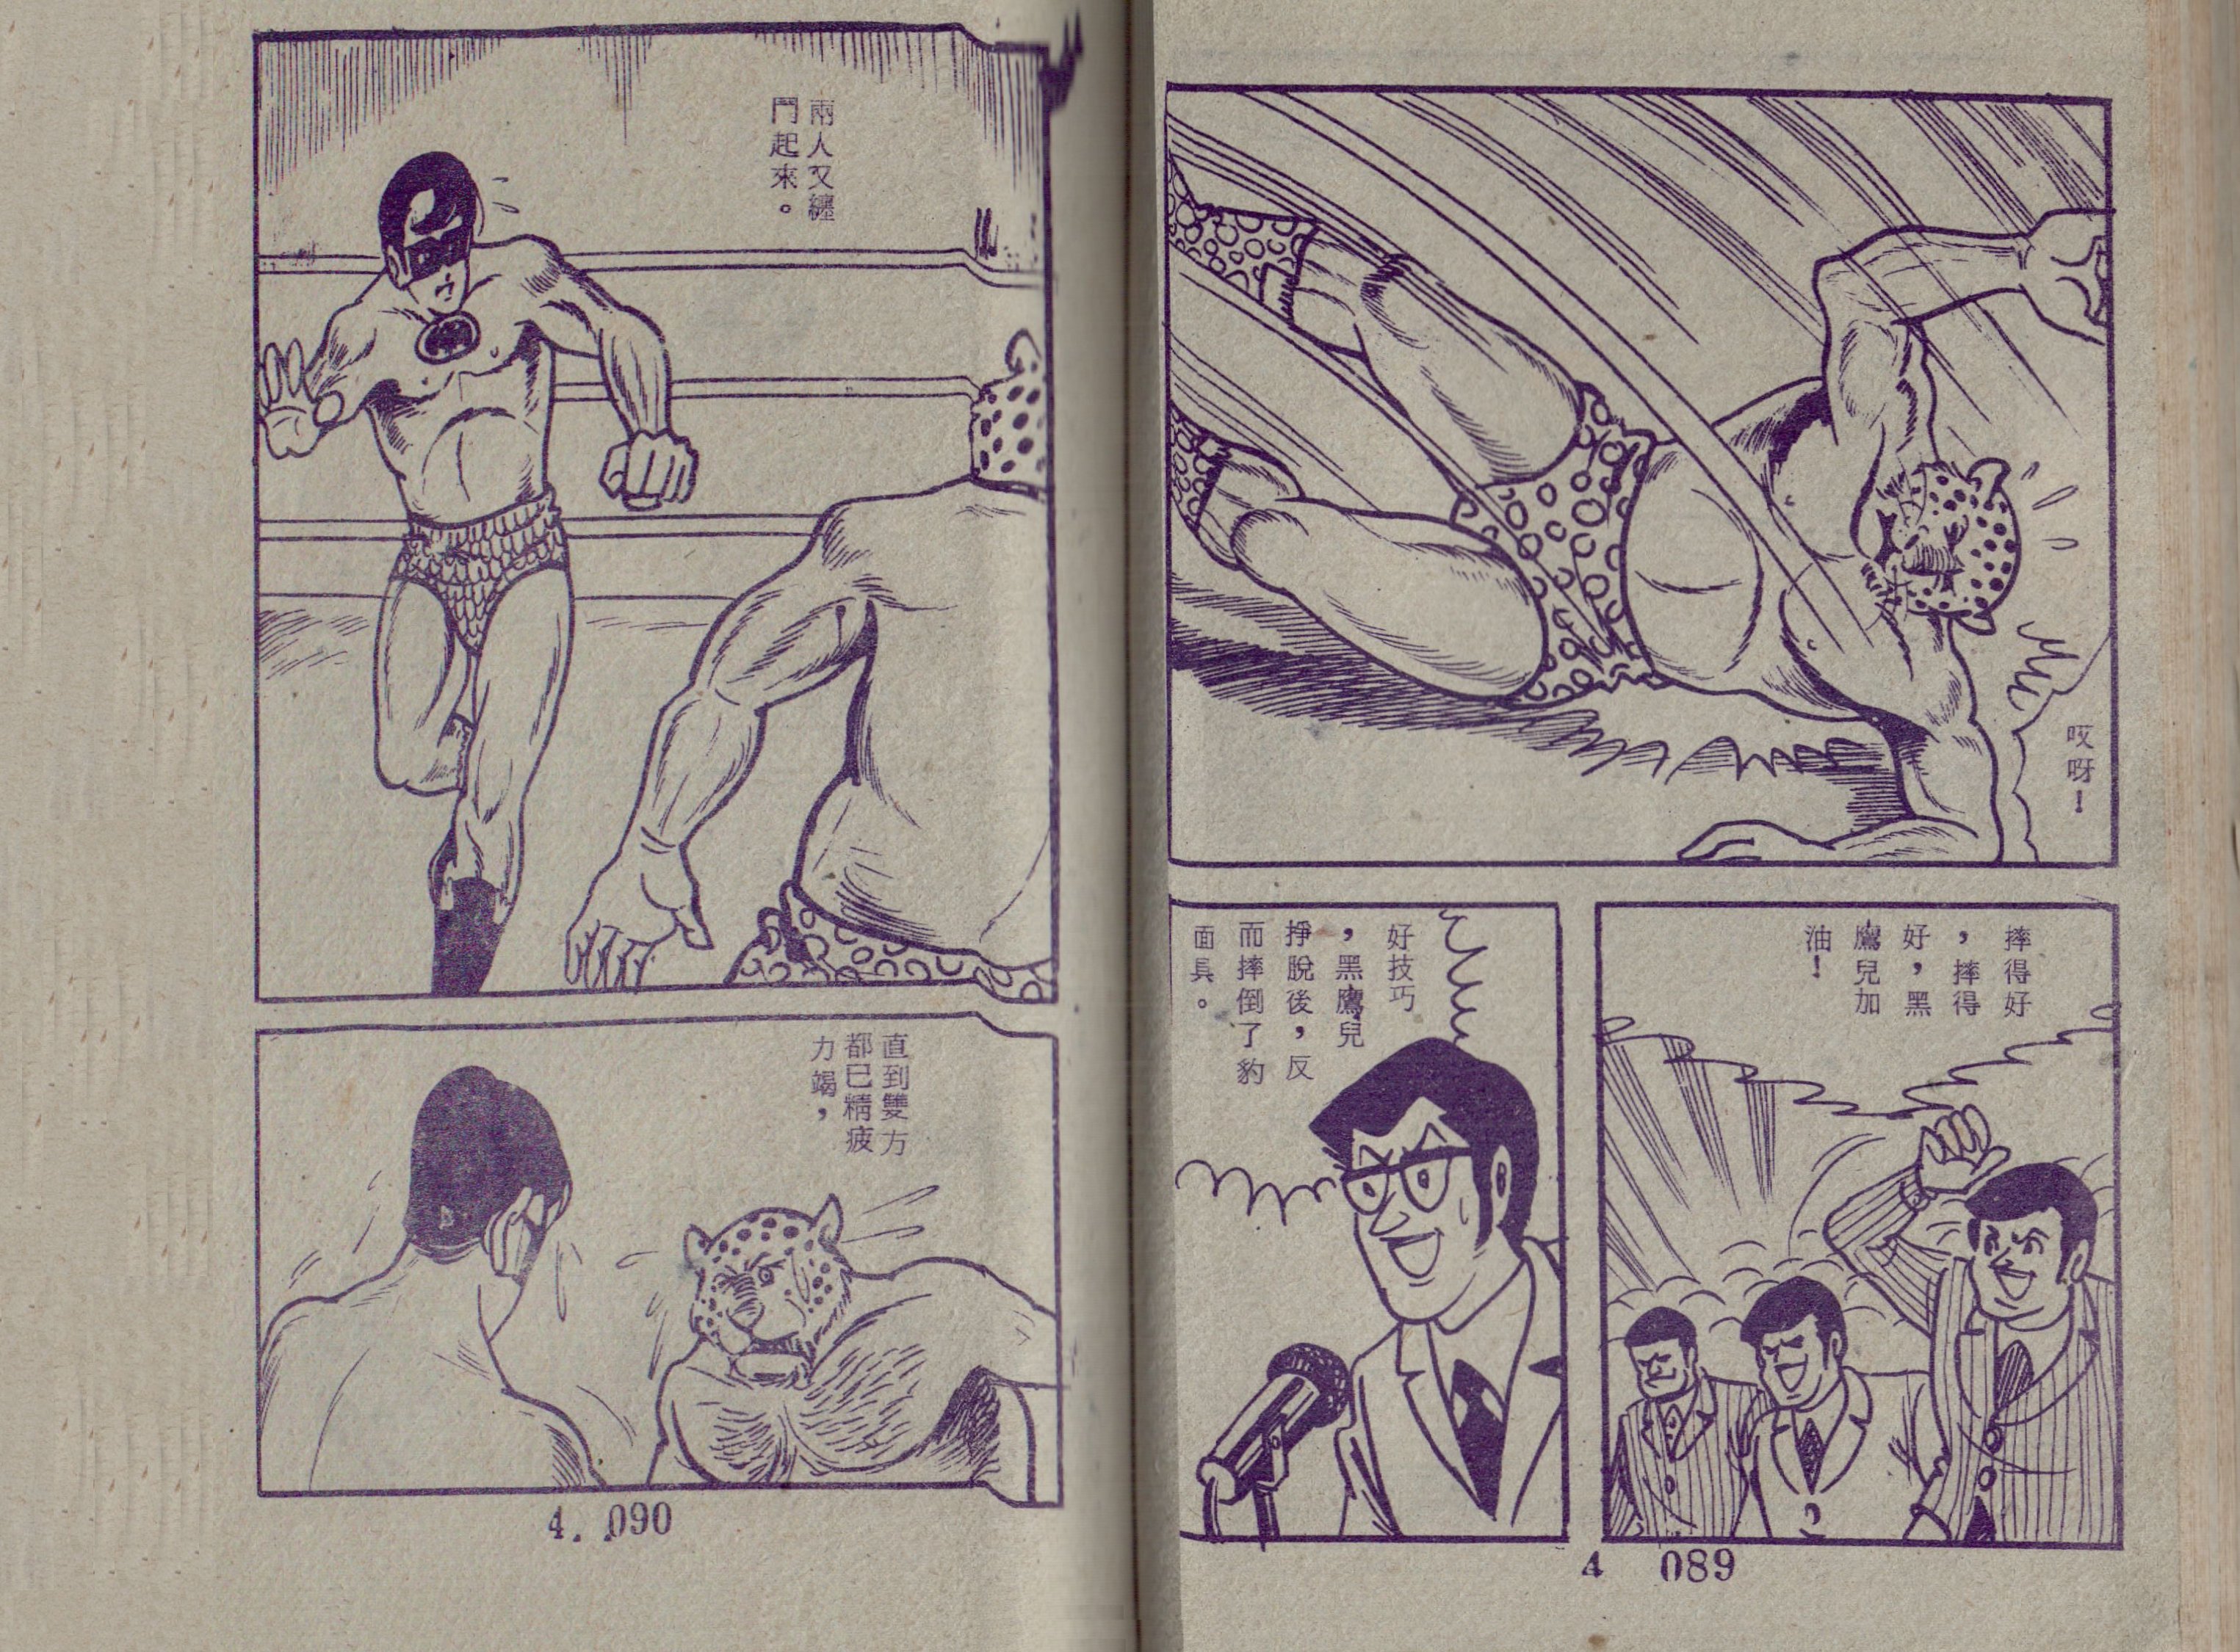 哎呀！
摔得好
，摔得
好，黑
鷹兒加
油！
好技巧
，黑鷹兒
掙脫後，反
而摔倒了豹
面具。
4 089
兩人又纏
鬥起來。
直到雙方
都已精疲
力竭，
4. 090